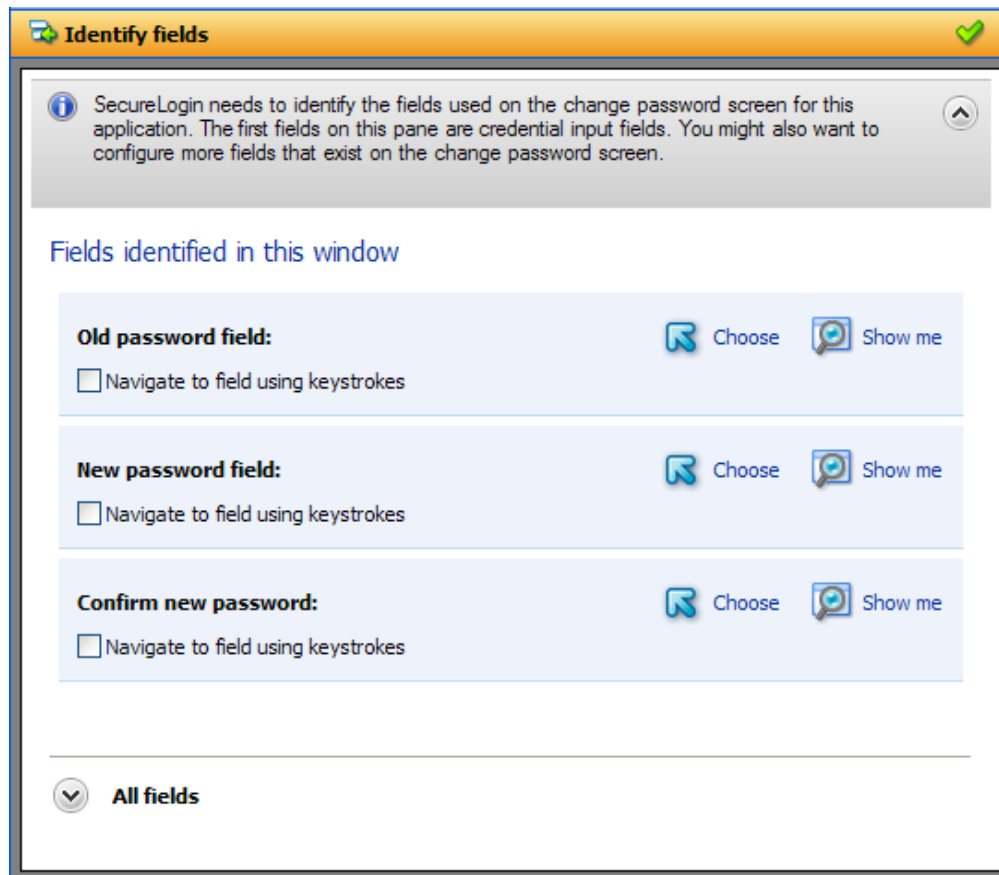 Identify fields
SecureLogin needs to identify the fields used on the change password screen for this
application. The first fields on this pane are credential input fields. You might also want to
configure more fields that exist on the change password screen.
Fields identified in this window
Old password field:
Choose
Show me
Navigate to field using keystrokes
New password field:
Choose
Show me
Navigate to field using keystrokes
Confirm new password:
Choose
Show me
Navigate to field using keystrokes
All fields